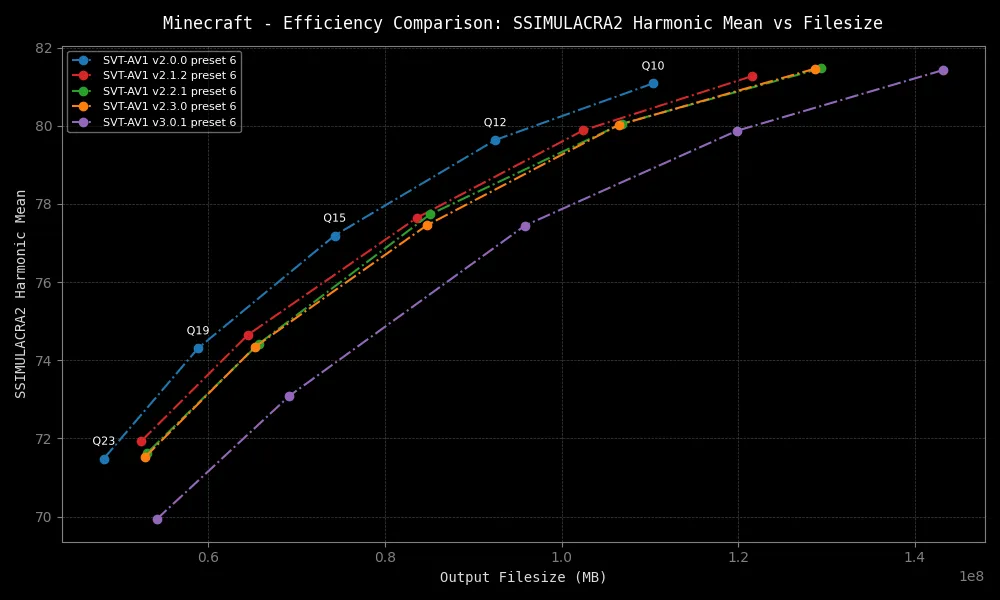 Minecraft - Efficiency Comparison: SSIMULACRA2 Harmonic Mean vs Filesize
SVT-AV1 v2.0.0 preset 6
SVT-AV1 v2.1.2 preset 6
SVT-AV1 v2.2.1 preset 6
SVT-AV1 v2.3.0 preset 6
SVT-AV1 v3.0.1 preset 6
Q10
Q12
Q15
Q19
Q23
SSIMULACRA2 Harmonic Mean
82
80
78
76
74
72
70
0.6
0.8
1.0
1.2
1.4
1e8
Output Filesize (MB)